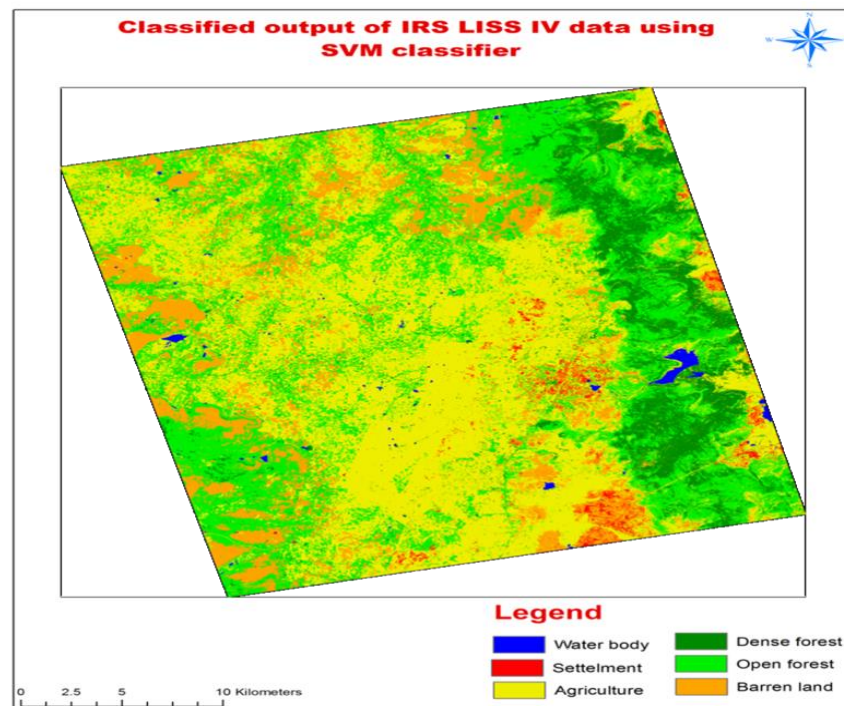 Classified output of IRS LISS IV data using
SVM classifier
N
W
E
S
Legend
Water body
Settelment
Agriculture
Dense forest
Open forest
Barren land
0 2.5 5 10 Kilometers